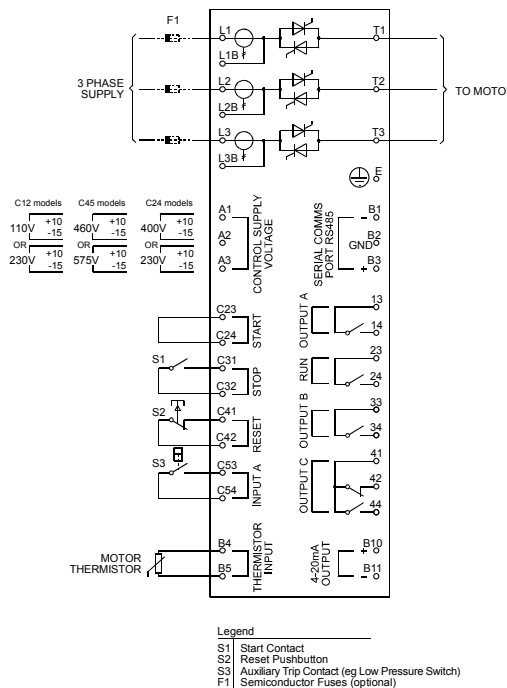 F1
L1
T1
L1B
3 PHASE
SUPPLY
L2
T2
TO MOTO
L2B
L3
T3
L3B
E
C12 models
C45 models
C24 models
110V +10 -15
460V +10 -15
400V +10 -15
OR
OR
OR
230V +10 -15
575V +10 -15
230V +10 -15
A1
A2
A3
CONTROL SUPPLY
VOLTAGE
SERIAL COMMS
PORT RS485
B1
B2
GND
B3
- 
+
C23
C24
START
OUTPUT A
13
14
S1
C31
C32
STOP
RUN
23
24
S2
C41
C42
RESET
OUTPUT B
33
34
S3
C53
C54
INPUT A
OUTPUT C
41
42
44
MOTOR
THERMISTOR
B4
B5
THERMISTOR
INPUT
4-20mA
OUTPUT
+ B10
- B11
Legend
S1 Start Contact
S2 Reset Pushbutton
S3 Auxiliary Trip Contact (eg Low Pressure Switch)
F1 Semiconductor Fuses (optional)